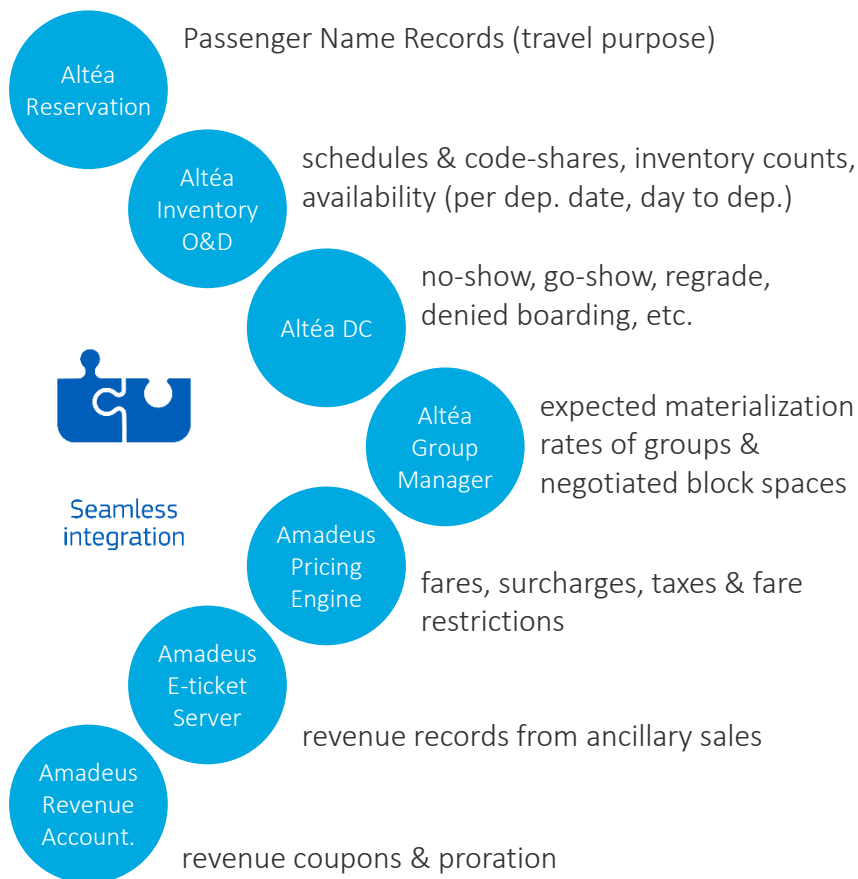 Passenger Name Records (travel purpose)
Altéa
Reservation
schedules & code-shares, inventory counts,
availability (per dep. date, day to dep.)
Altéa
Inventory
O&D
no-show, go-show, regrade,
denied boarding, etc.
Altéa DC
expected materialization
rates of groups &
negotiated block spaces
Altéa
Group
Manager
Seamless
integration
Amadeus
Pricing
Engine
fares, surcharges, taxes & fare
restrictions
Amadeus
E-ticket
Server
revenue records from ancillary sales
Amadeus
Revenue
Account.
revenue coupons & proration